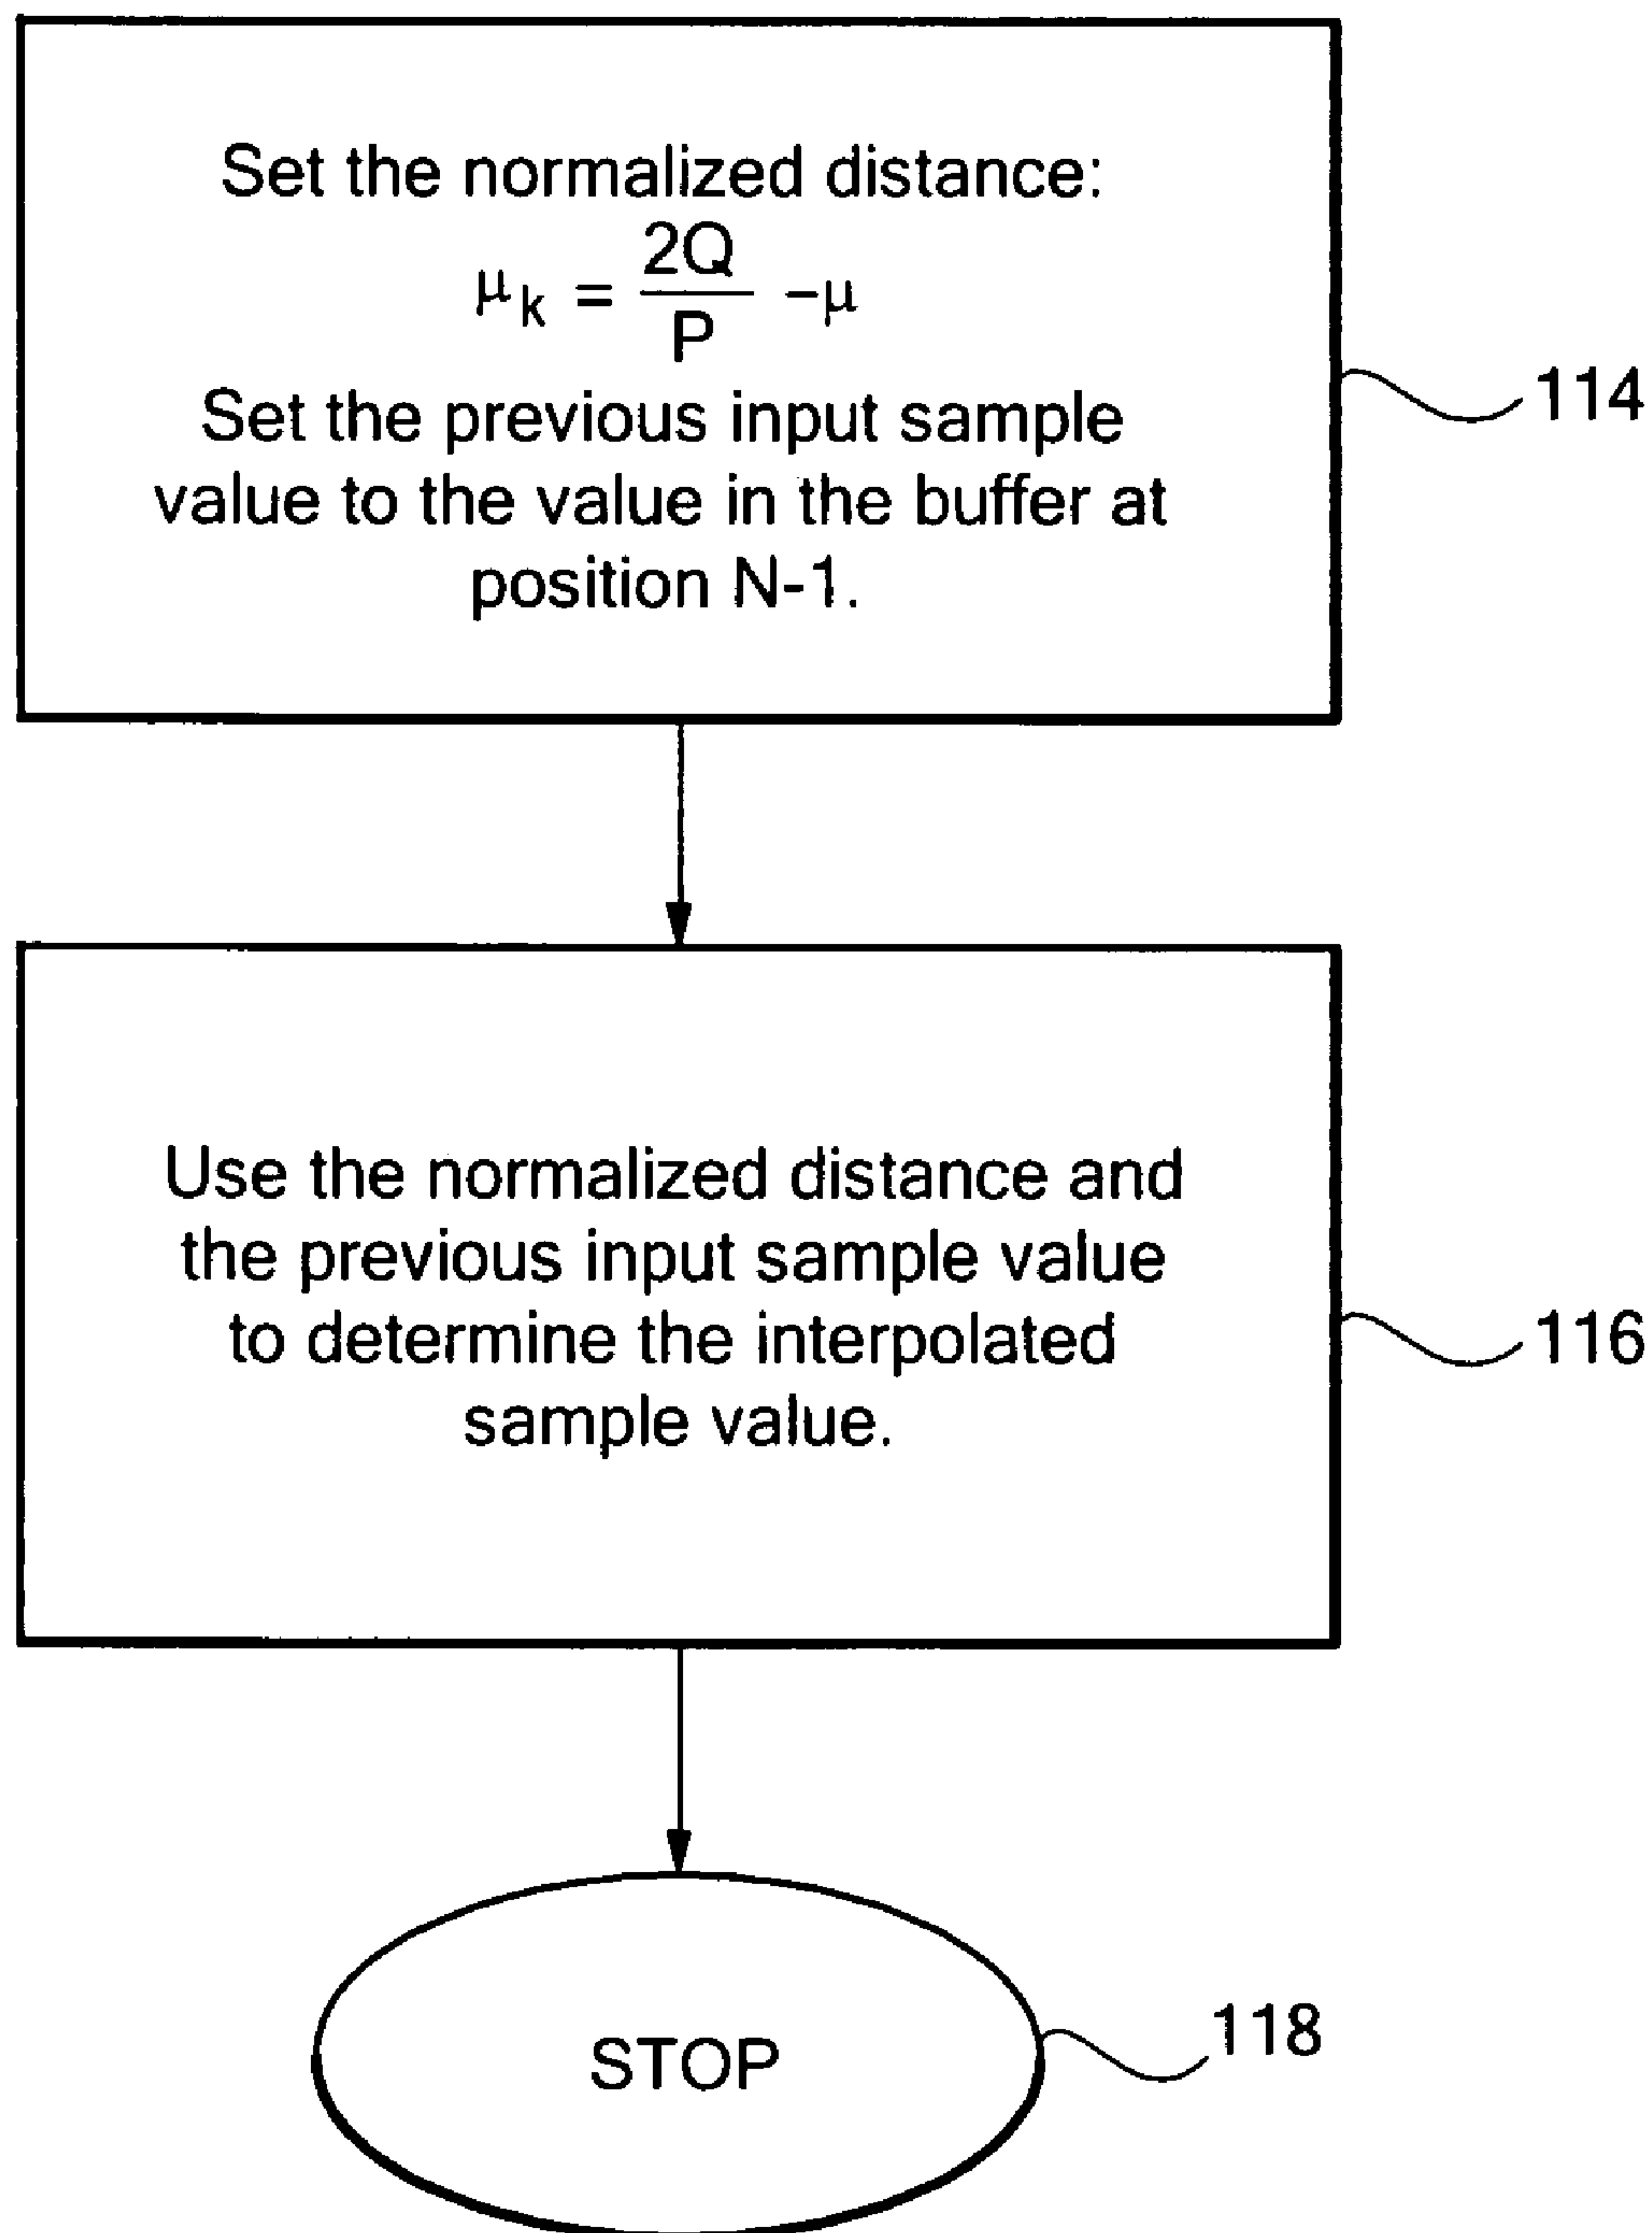 Set the normalized distance:
μk = 2Q/P -μ
Set the previous input sample
value to the value in the buffer at
position N-1.
114
Use the normalized distance and
the previous input sample value
to determine the interpolated
sample value.
116
STOP
118